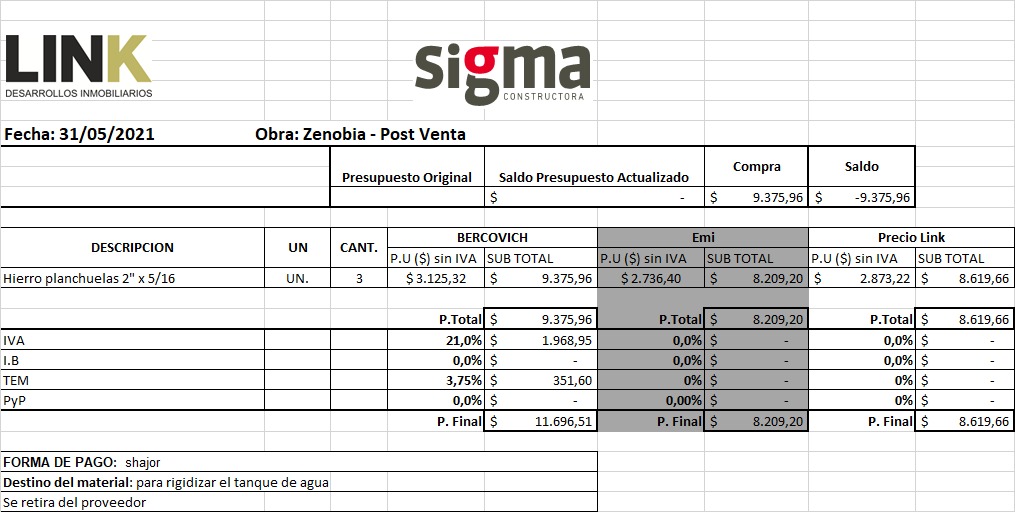 LINK
DESARROLLOS INMOBILIARIOS
sigma
CONSTRUCTORA
Fecha: 31/05/2021 Obra: Zenobia - Post Venta
Presupuesto Original Saldo Presupuesto Actualizado Compra Saldo
$ - $ 9.375,96 $ -9.375,96
DESCRIPCION UN CANT. BERCOVICH Emi Precio Link
P.U ($) sin IVA SUB TOTAL P.U ($) sin IVA SUB TOTAL P.U ($) sin IVA SUB TOTAL
Hierro planchuelas 2" x 5/16 UN. 3 $ 3.125,32 $ 9.375,96 $ 2.736,40 $ 8.209,20 $ 2.873,22 $ 8.619,66
P.Total $ 9.375,96 P.Total $ 8.209,20 P.Total $ 8.619,66
IVA 21,0% $ 1.968,95 0,0% $ - 0,0% $ -
I.B 0,0% $ - 0,0% $ - 0,0% $ -
TEM 3,75% $ 351,60 0% $ - 0% $ -
PyP 0,0% $ - 0,00% $ - 0% $ -
P. Final $ 11.696,51 P. Final $ 8.209,20 P. Final $ 8.619,66
FORMA DE PAGO: shajor
Destino del material: para rigidizar el tanque de agua
Se retira del proveedor